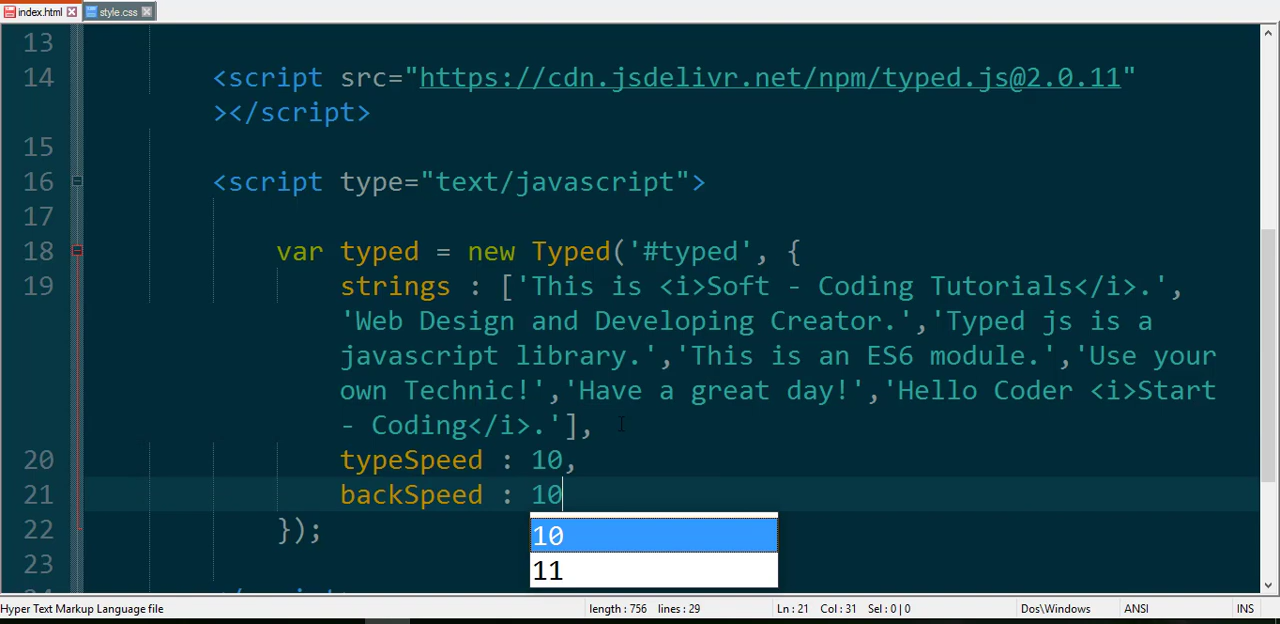 index.html style.css
13
14 <script src="https://cdn.jsdelivr.net/npm/typed.js@2.0.11"
></script>
15
16 <script type="text/javascript">
17
18 var typed = new Typed('#typed', {
19 strings : ['This is <i>Soft - Coding Tutorials</i>.',
'Web Design and Developing Creator.','Typed js is a
javascript library.','This is an ES6 module.','Use your
own Technic!','Have a great day!','Hello Coder <i>Start
- Coding</i>.'],
20 typeSpeed : 10,
21 backSpeed : 10
22 });
10
23
11
Hyper Text Markup Language file length : 756 lines : 29 Ln : 21 Col : 31 Sel : 0 | 0 Dos\Windows ANSI INS